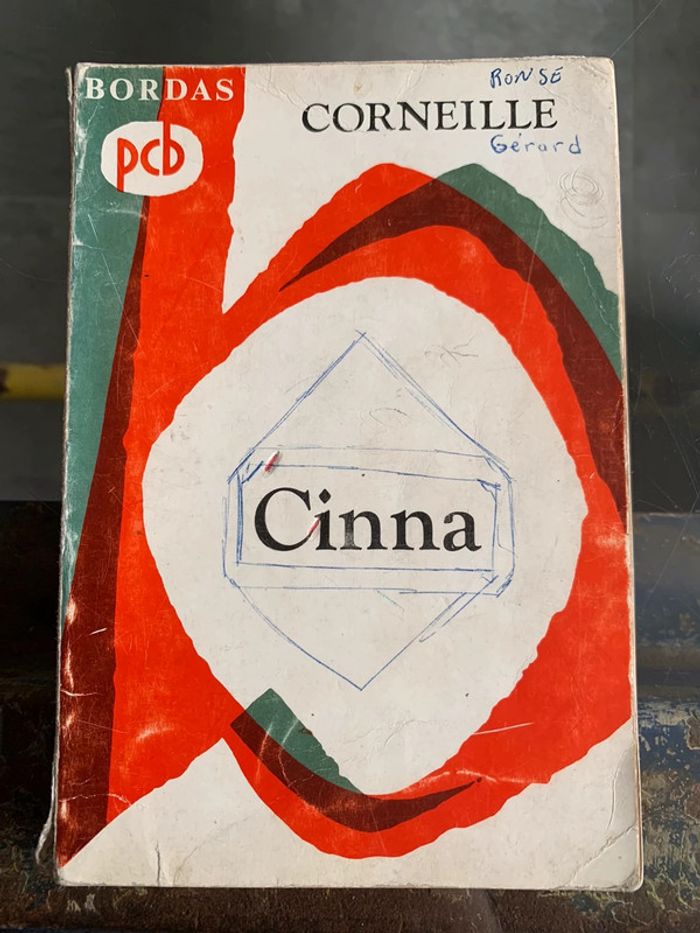 BORDAS
pcb
RONSE
CORNEILLE
Gérard
Cinna